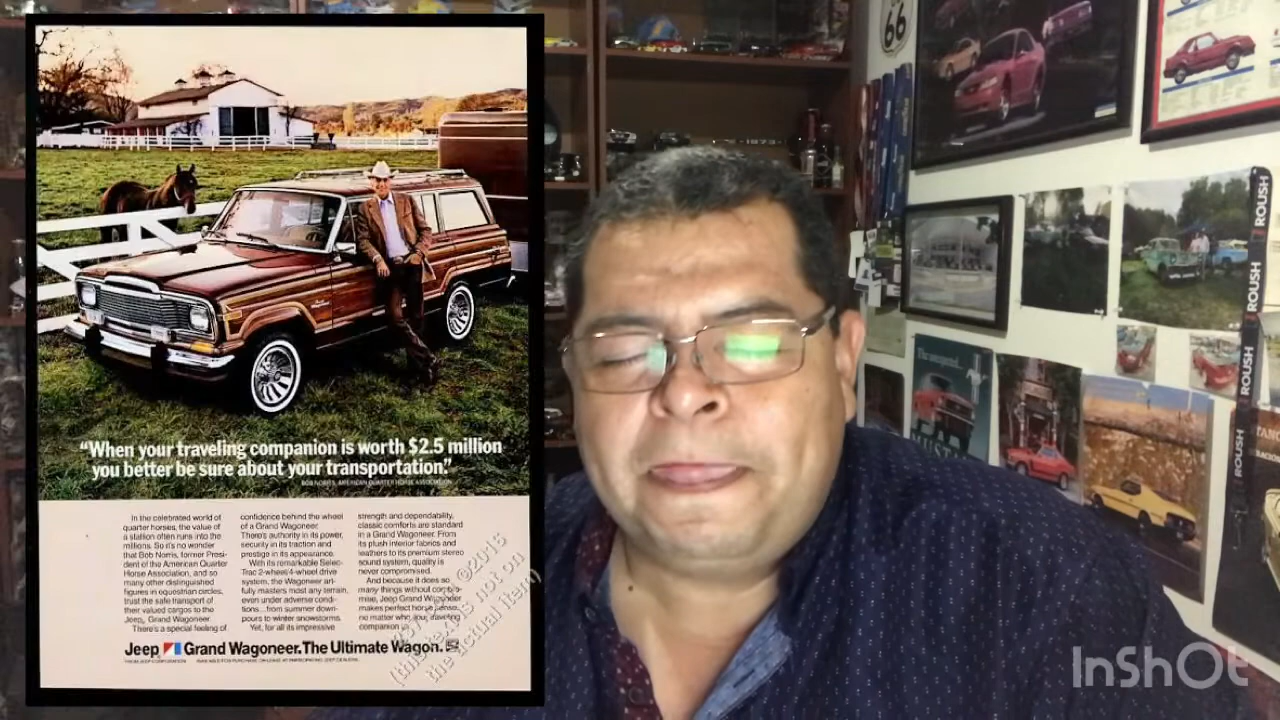 "When your traveling companion is worth $2.5 million
you better be sure about your transportation."
BOB NORRIS, AMERICAN QUARTER HORSE ASSOCIATION
In the celebrated world of
quarter horses, the value of
a stallion often runs into the
millions. So it's no wonder
that Bob Norris, former Presi-
dent of the American Quarter
Horse Association, and so
many other distinguished
figures in equestrian circles,
trust the safe transport of
their valued cargos to the
Jeep Grand Wagoneer.
There's a special feeling of
confidence behind the wheel
of a Grand Wagoneer.
There's authority in its power,
security in its traction and
prestige in its appearance.
With its remarkable Selec-
Trac 2-wheel/4-wheel drive
system, the Wagoneer art-
fully masters most any terrain,
even under adverse condi-
tions...from summer down-
pours to winter snowstorms.
Yet, for all its impressive
strength and dependability,
classic comforts are standard
in a Grand Wagoneer. From
its plush interior fabrics and
leathers to its premium stereo
sound system, quality is
never compromised.
And because it does so
many things without compro-
mise, Jeep Grand Wagoneer
makes perfect horse sense,
no matter who your traveling
companion is.
Jeep Grand Wagoneer. The Ultimate Wagon.
©2015
(this text is not on
the actual item)
66
ROUSH
ROUSH
ROUSH
ROUSH
The unexpected
MUST
InShOt